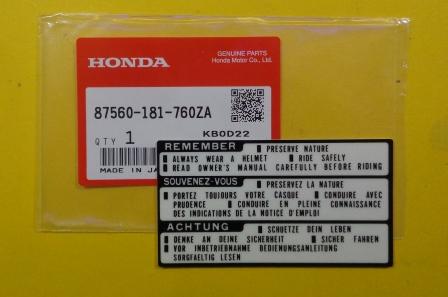 HONDA
GENUINE PARTS
Honda Motor Co., Ltd.
87560-181-760ZA
KB0D22
QTY 1
MADE IN JA
REMEMBER ■ PRESERVE NATURE
■ ALWAYS WEAR A HELMET ■ RIDE SAFELY
■ READ OWNER'S MANUAL CAREFULLY BEFORE RIDING
SOUVENEZ-VOUS ■ PRESERVEZ LA NATURE
■ PORTEZ TOUJOURS VOTRE CASQUE ■ CONDUIRE AVEC
PRUDENCE ■ CONDUIRE EN PLEINE CONNAISSANCE
DES INDICATIONS DE LA NOTICE D'EMPLOI
ACHTUNG ■ SCHUETZE DEIN LEBEN
■ DENKE AN DEINE SICHERHEIT ■ SICHER FAHREN
■ VOR INBETRIEBNAHME BEDIENUNGSANLEITUNG
SORGFAELTIG LESEN